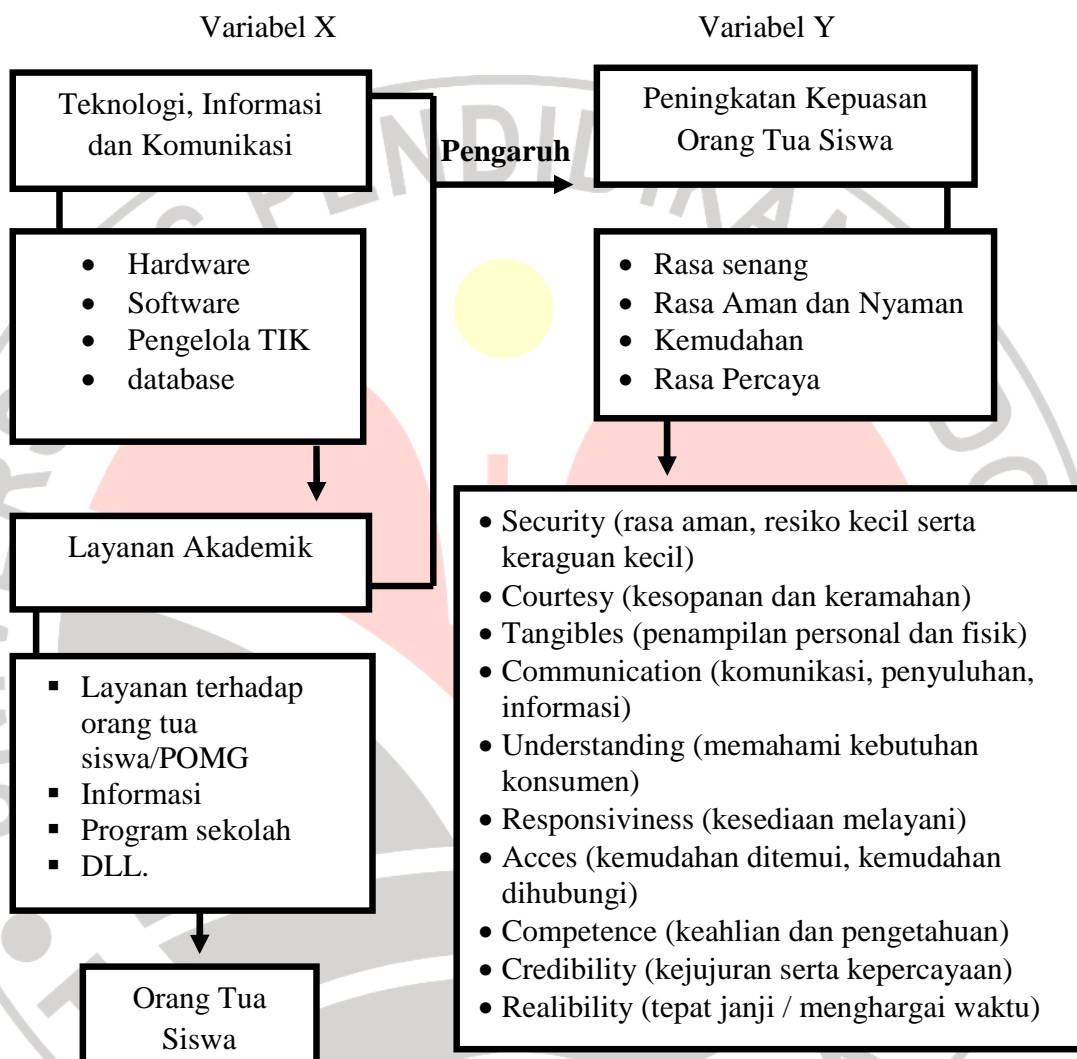 Variabel X
Variabel Y
Teknologi, Informasi
dan Komunikasi
Pengaruh
Peningkatan Kepuasan
Orang Tua Siswa
• Hardware
• Software
• Pengelola TIK
• database
• Rasa senang
• Rasa Aman dan Nyaman
• Kemudahan
• Rasa Percaya
Layanan Akademik
▪ Layanan terhadap
orang tua
siswa/POMG
▪ Informasi
▪ Program sekolah
▪ DLL.
Orang Tua
Siswa
• Security (rasa aman, resiko kecil serta
keraguan kecil)
• Courtesy (kesopanan dan keramahan)
• Tangibles (penampilan personal dan fisik)
• Communication (komunikasi, penyuluhan,
informasi)
• Understanding (memahami kebutuhan
konsumen)
• Responsiviness (kesediaan melayani)
• Acces (kemudahan ditemui, kemudahan
dihubungi)
• Competence (keahlian dan pengetahuan)
• Credibility (kejujuran serta kepercayaan)
• Realibility (tepat janji / menghargai waktu)